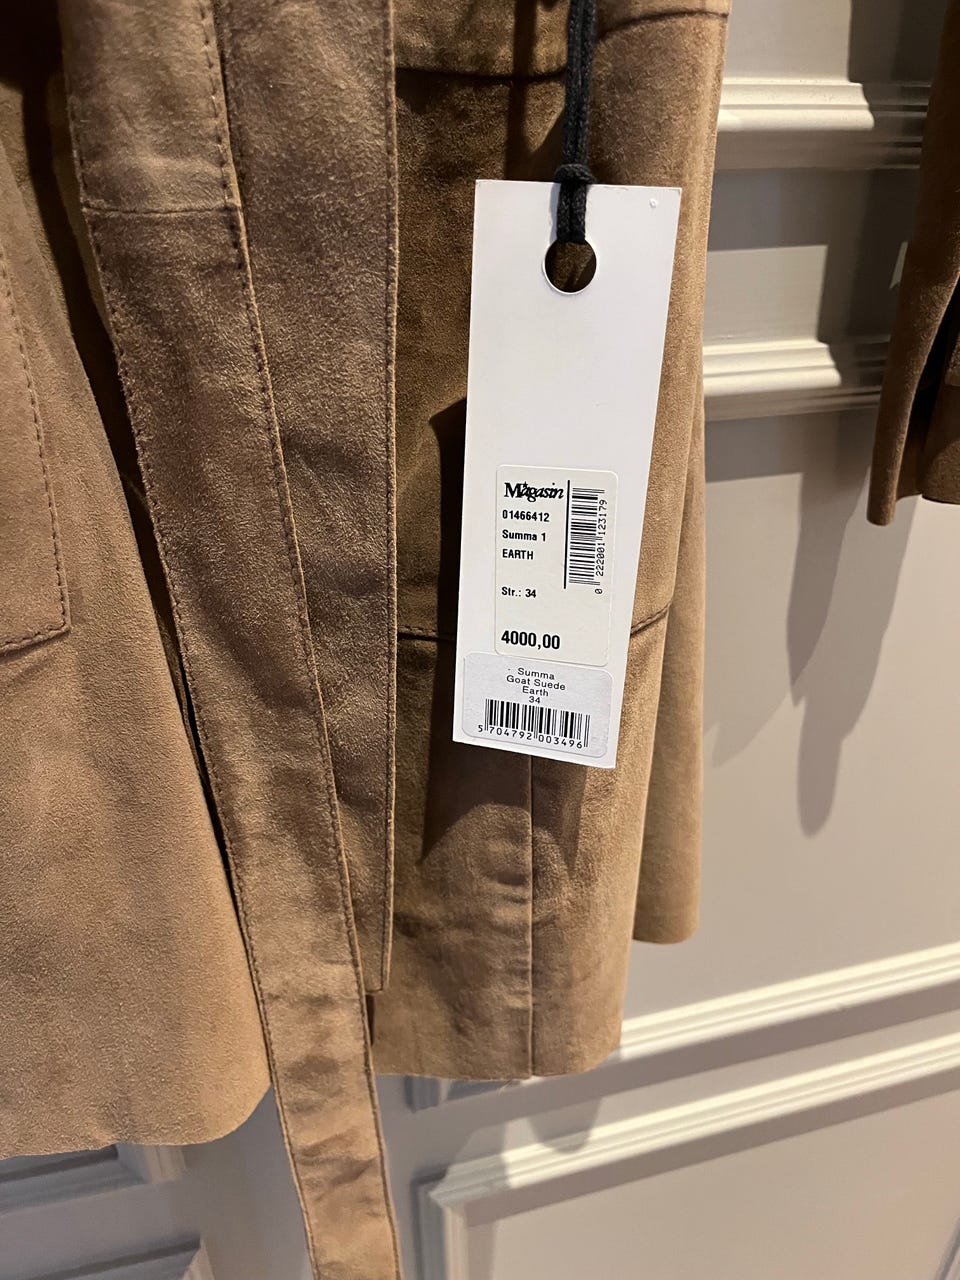 Magasin
01466412
Summa 1
EARTH
Str.: 34
4000,00
0 222001 123179
Summa
Goat Suede
Earth
34
5 704792 003496